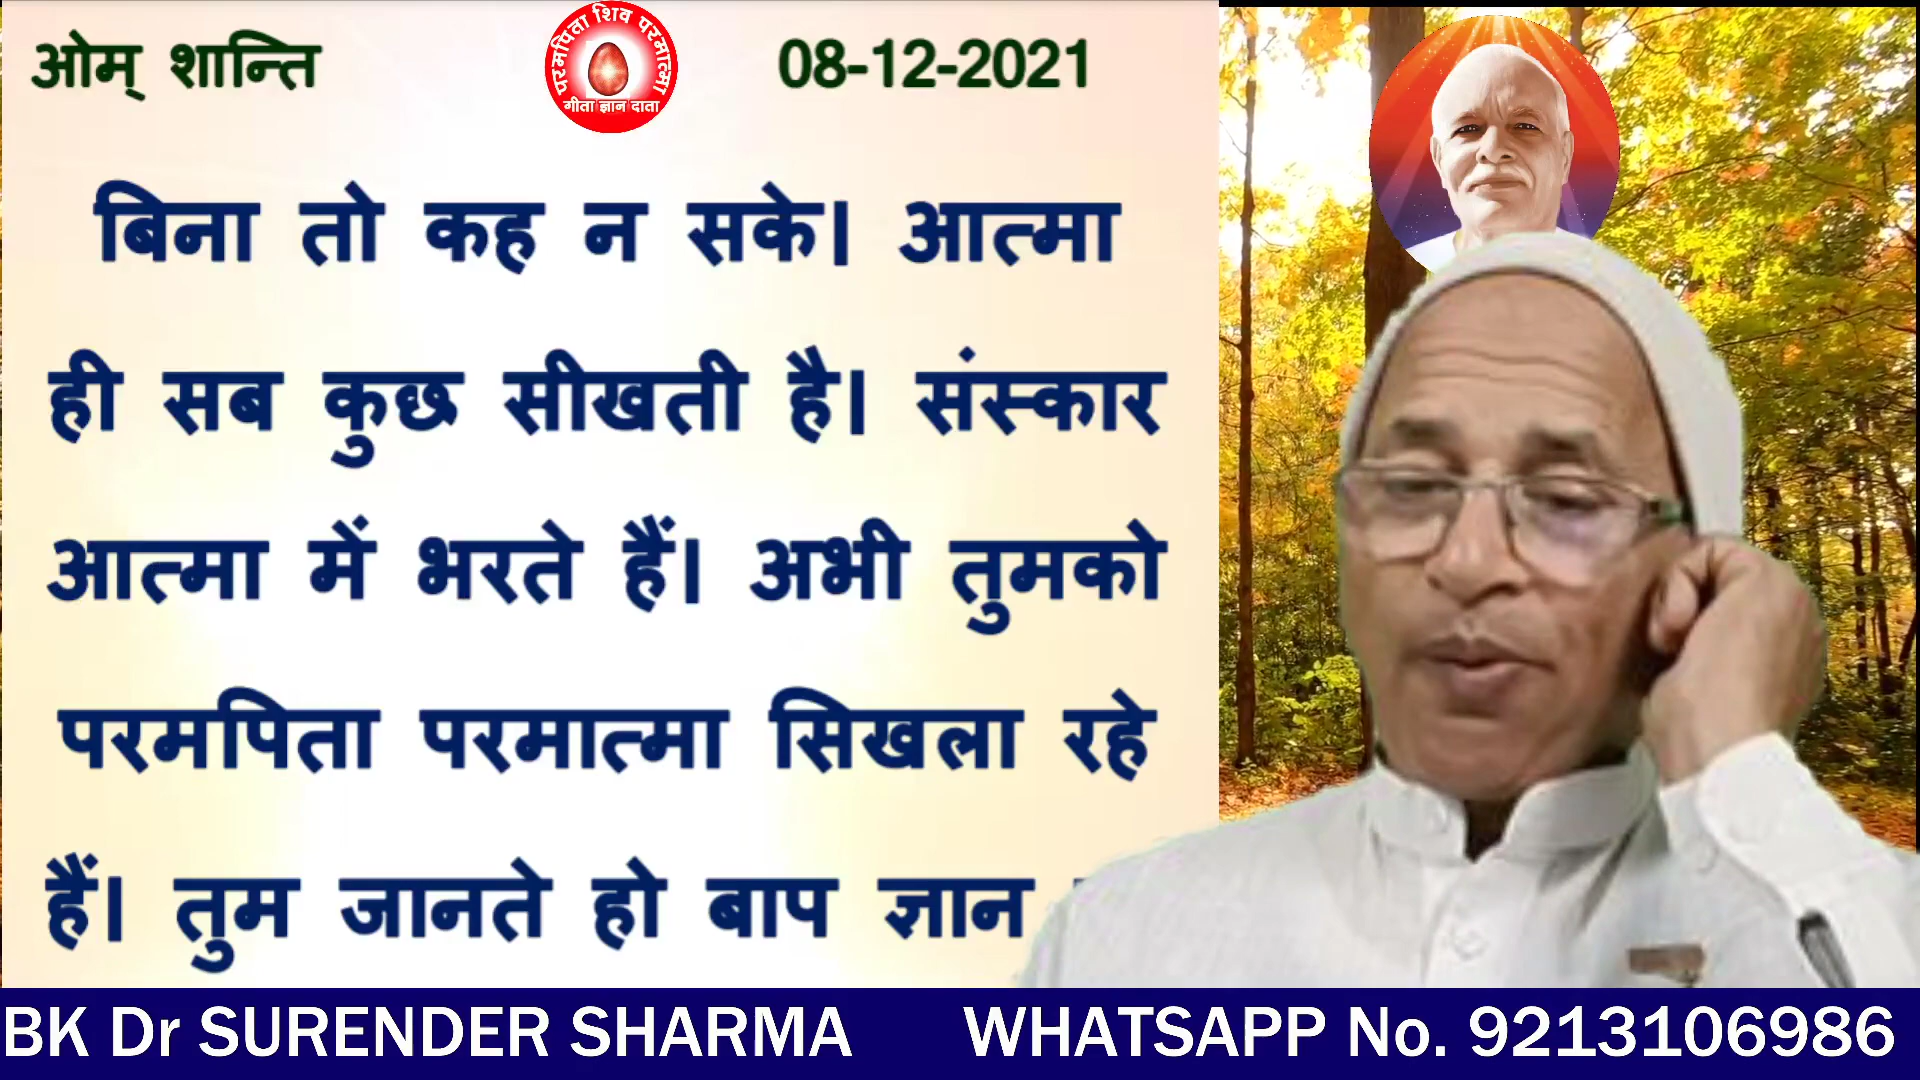 ओम् शान्ति
परमपिता शिव परमात्मा
गीता ज्ञान दाता
08-12-2021
बिना तो कह न सके। आत्मा
ही सब कुछ सीखती है। संस्कार
आत्मा में भरते हैं। अभी तुमको
परमपिता परमात्मा सिखला रहे
हैं। तुम जानते हो बाप ज्ञान
BK Dr SURENDER SHARMA WHATSAPP No. 9213106986